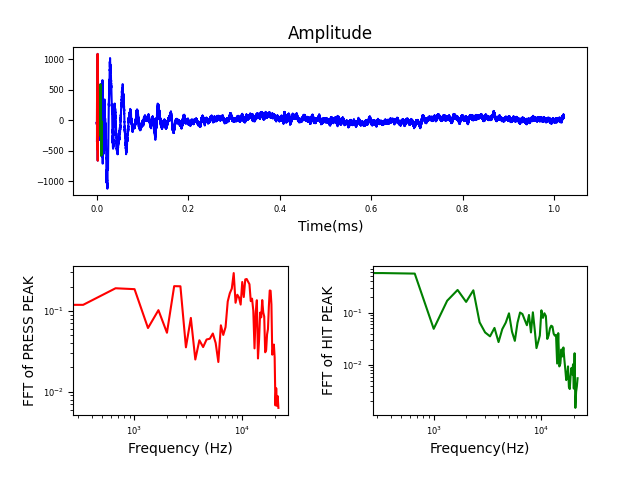 Amplitude
1000
500
0
−500
−1000
0.0 0.2 0.4 0.6 0.8 1.0
Time(ms)
FFT of PRESS PEAK
10⁻¹
10⁻²
10³ 10⁴
Frequency (Hz)
FFT of HIT PEAK
10⁻¹
10⁻²
10³ 10⁴
Frequency(Hz)